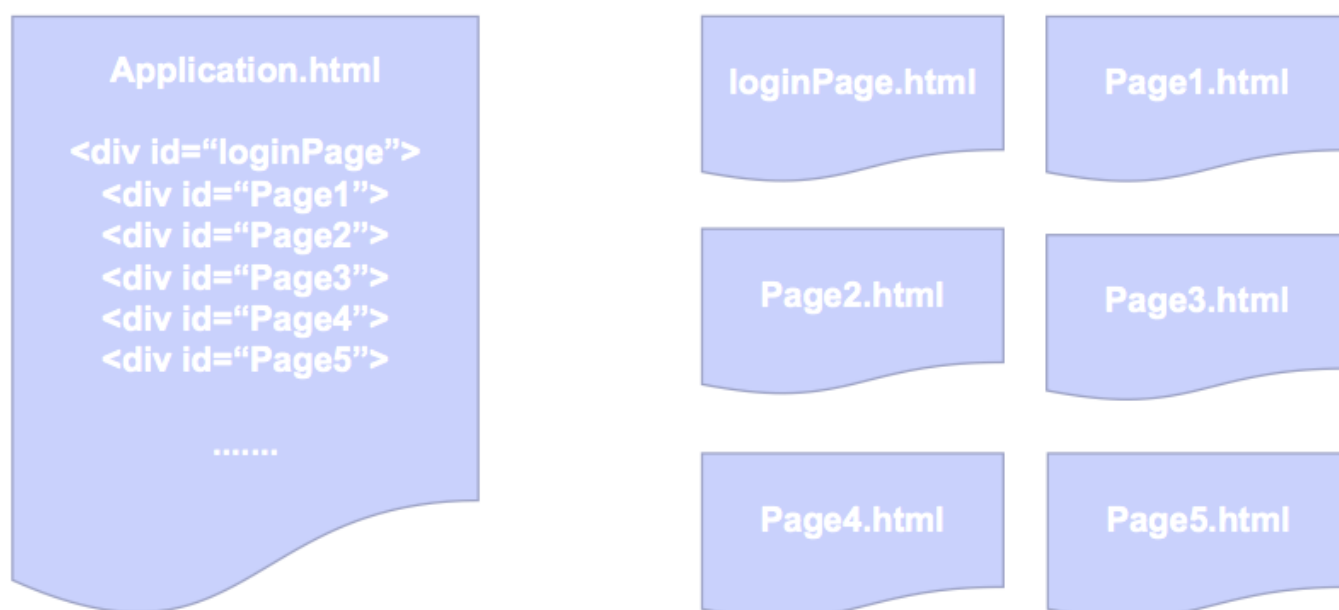 Application.html
<div id=“loginPage”>
<div id=“Page1”>
<div id=“Page2”>
<div id=“Page3”>
<div id=“Page4”>
<div id=“Page5”>
.......
loginPage.html
Page1.html
Page2.html
Page3.html
Page4.html
Page5.html